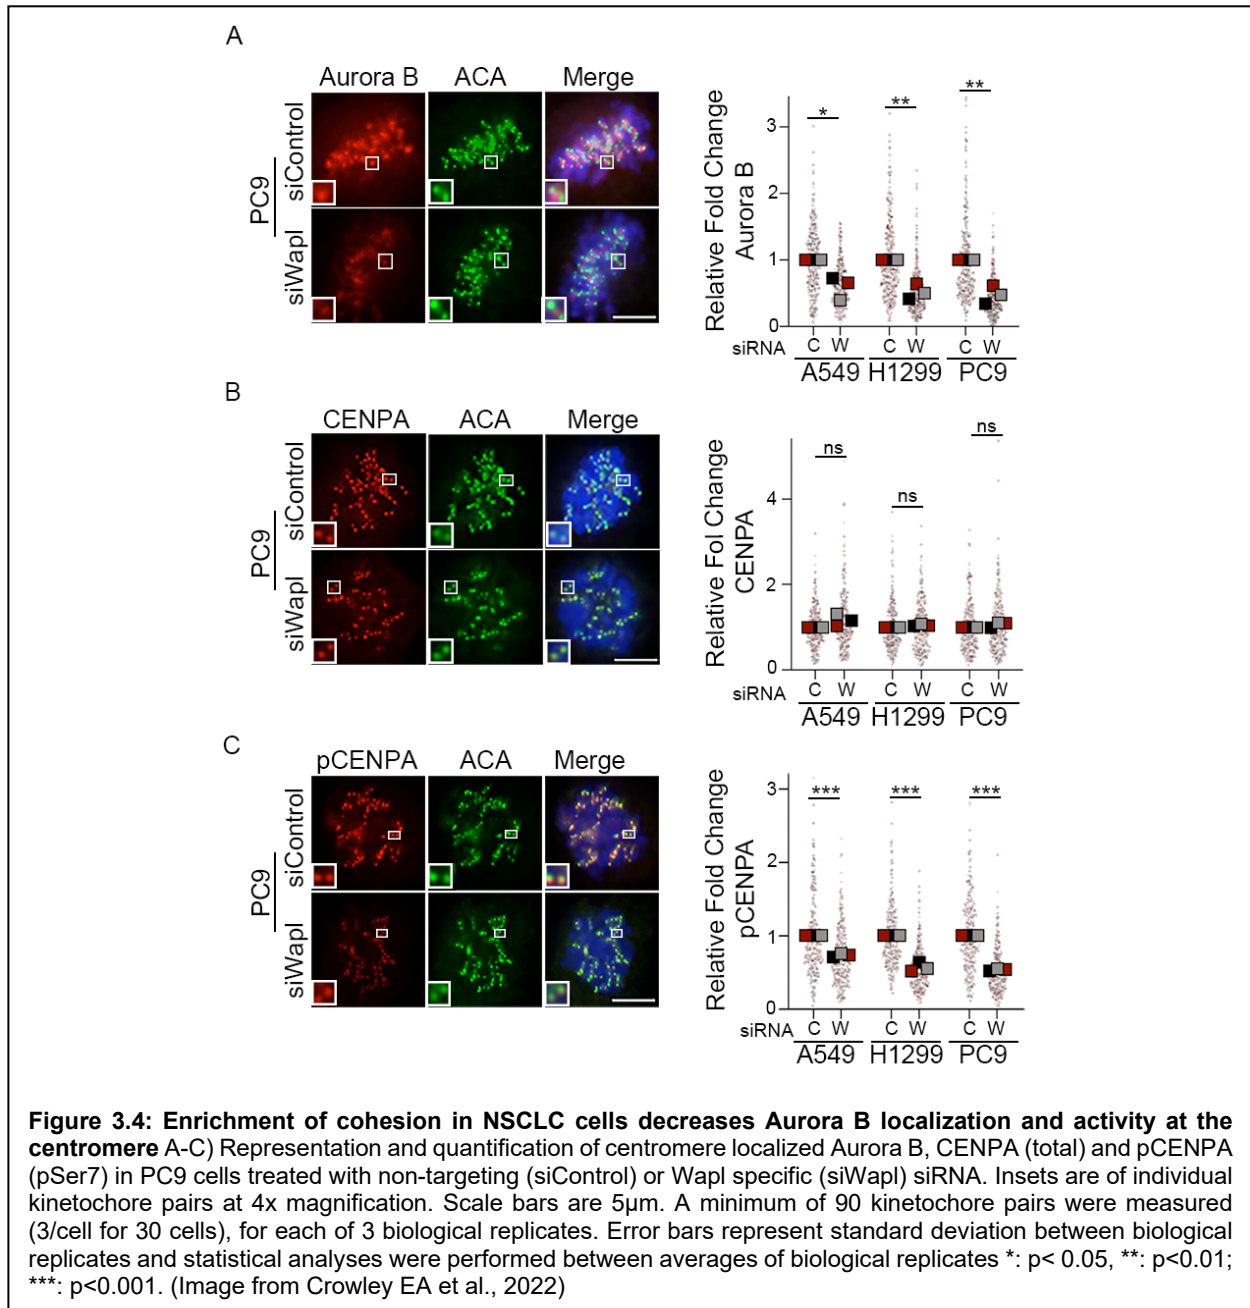 A
Aurora B ACA Merge
PC9
siControl
siWapl
Relative Fold Change
Aurora B
3
2
1
0
* ** **
siRNA C W C W C W
A549 H1299 PC9
B
CENPA ACA Merge
PC9
siControl
siWapl
Relative Fol Change
CENPA
4
2
0
ns ns ns
siRNA C W C W C W
A549 H1299 PC9
C
pCENPA ACA Merge
PC9
siControl
siWapl
Relative Fold Change
pCENPA
3
2
1
0
*** *** ***
siRNA C W C W C W
A549 H1299 PC9
Figure 3.4: Enrichment of cohesion in NSCLC cells decreases Aurora B localization and activity at the
centromere A-C) Representation and quantification of centromere localized Aurora B, CENPA (total) and pCENPA
(pSer7) in PC9 cells treated with non-targeting (siControl) or Wapl specific (siWapl) siRNA. Insets are of individual
kinetochore pairs at 4x magnification. Scale bars are 5µm. A minimum of 90 kinetochore pairs were measured
(3/cell for 30 cells), for each of 3 biological replicates. Error bars represent standard deviation between biological
replicates and statistical analyses were performed between averages of biological replicates *: p< 0.05, **: p<0.01;
***: p<0.001. (Image from Crowley EA et al., 2022)